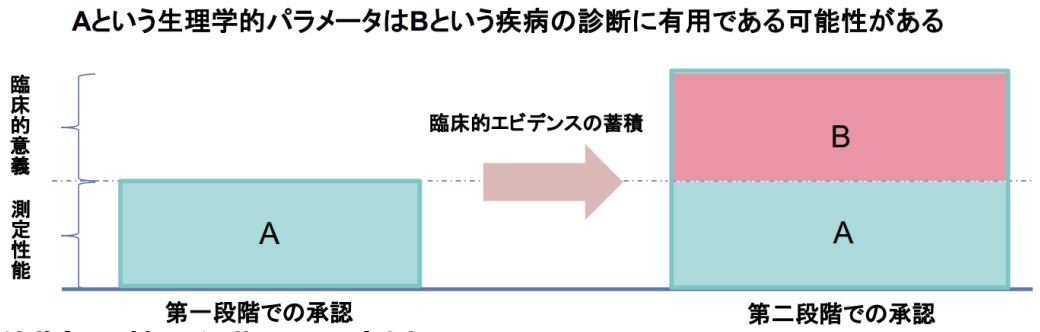 Aという生理学的パラメータはBという疾病の診断に有用である可能性がある
臨床的意義
測定性能
A
臨床的エビデンスの蓄積
B
A
第一段階での承認
第二段階での承認